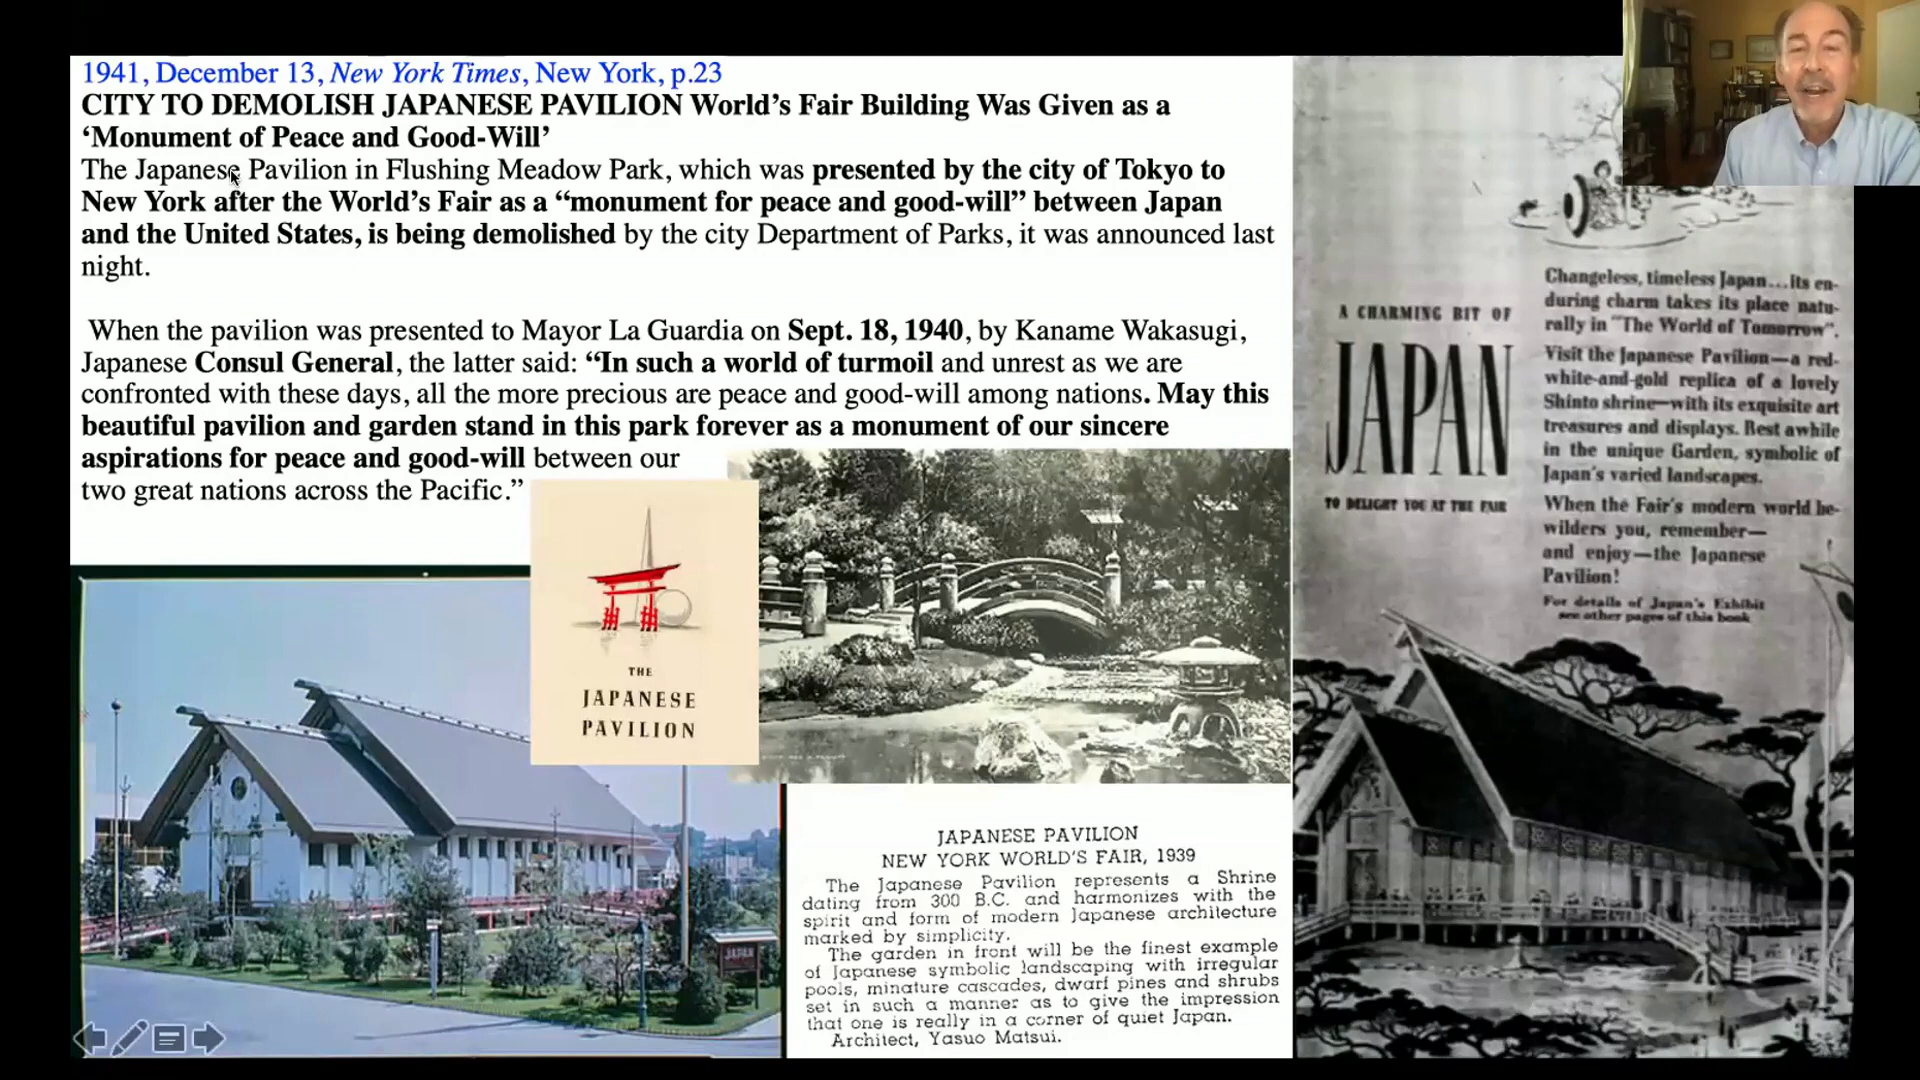 1941, December 13, New York Times, New York, p.23
CITY TO DEMOLISH JAPANESE PAVILION World’s Fair Building Was Given as a
‘Monument of Peace and Good-Will’
The Japanese Pavilion in Flushing Meadow Park, which was presented by the city of Tokyo to
New York after the World’s Fair as a “monument for peace and good-will” between Japan
and the United States, is being demolished by the city Department of Parks, it was announced last
night.
When the pavilion was presented to Mayor La Guardia on Sept. 18, 1940, by Kaname Wakasugi,
Japanese Consul General, the latter said: “In such a world of turmoil and unrest as we are
confronted with these days, all the more precious are peace and good-will among nations. May this
beautiful pavilion and garden stand in this park forever as a monument of our sincere
aspirations for peace and good-will between our
two great nations across the Pacific.”
THE
JAPANESE
PAVILION
JAPAN
JAPANESE PAVILION
NEW YORK WORLD'S FAIR, 1939
The Japanese Pavilion represents a Shrine
dating from 300 B.C. and harmonizes with the
spirit and form of modern Japanese architecture
marked by simplicity.
The garden in front will be the finest example
of Japanese symbolic landscaping with irregular
pools, minature cascades, dwarf pines and shrubs
set in such a manner as to give the impression
that one is really in a corner of quiet Japan.
Architect, Yasuo Matsui.
A CHARMING BIT OF
JAPAN
TO DELIGHT YOU AT THE FAIR
Changeless, timeless Japan...its en-
during charm takes its place natu-
rally in "The World of Tomorrow".
Visit the Japanese Pavilion—a red-
white-and-gold replica of a lovely
Shinto shrine—with its exquisite art
treasures and displays. Rest awhile
in the unique Garden, symbolic of
Japan's varied landscapes.
When the Fair's modern world be-
wilders you, remember—
and enjoy—the Japanese
Pavilion!
For details of Japan's Exhibit
see other pages of this book